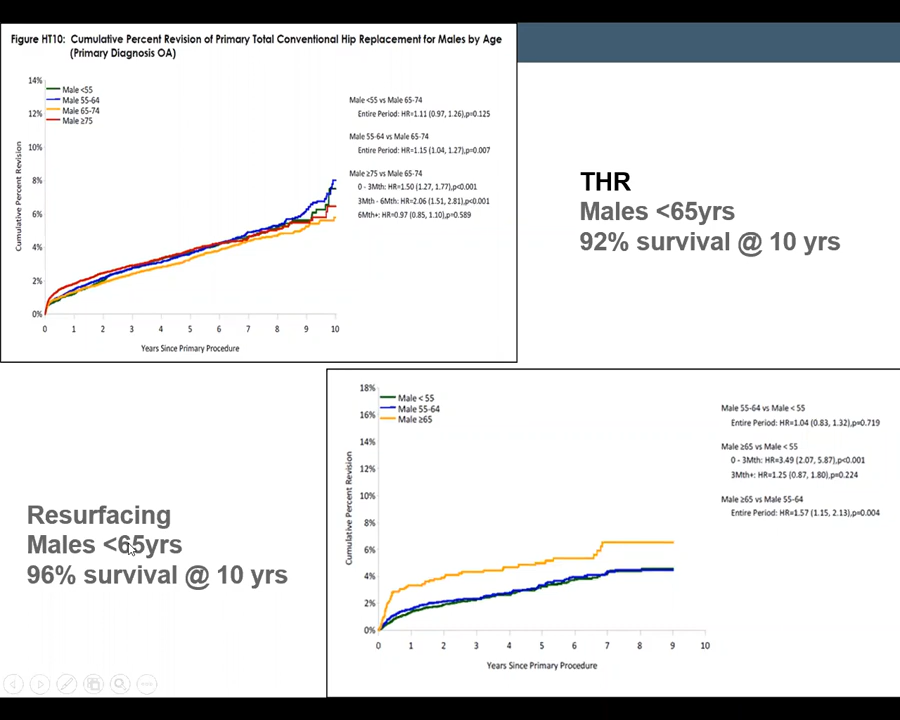 Figure HT10: Cumulative Percent Revision of Primary Total Conventional Hip Replacement for Males by Age
(Primary Diagnosis OA)
14%
12%
10%
8%
6%
4%
2%
0%
Cumulative Percent Revision
Male <55
Male 55-64
Male 65-74
Male ≥75
0 1 2 3 4 5 6 7 8 9 10
Years Since Primary Procedure
Male <55 vs Male 65-74
Entire Period: HR=1.11 (0.97, 1.26),p=0.125
Male 55-64 vs Male 65-74
Entire Period: HR=1.15 (1.04, 1.27),p=0.007
Male ≥75 vs Male 65-74
0 - 3Mth: HR=1.50 (1.27, 1.77),p<0.001
3Mth - 6Mth: HR=2.06 (1.51, 2.81),p<0.001
6Mth+: HR=0.97 (0.85, 1.10),p=0.589
THR
Males <65yrs
92% survival @ 10 yrs
Resurfacing
Males <65yrs
96% survival @ 10 yrs
18%
16%
14%
12%
10%
8%
6%
4%
2%
0%
Cumulative Percent Revision
Male < 55
Male 55-64
Male ≥65
0 1 2 3 4 5 6 7 8 9 10
Years Since Primary Procedure
Male 55-64 vs Male < 55
Entire Period: HR=1.04 (0.83, 1.32),p=0.719
Male ≥65 vs Male < 55
0 - 3Mth: HR=3.49 (2.07, 5.87),p<0.001
3Mth+: HR=1.25 (0.87, 1.80),p=0.224
Male ≥65 vs Male 55-64
Entire Period: HR=1.57 (1.15, 2.13),p=0.004